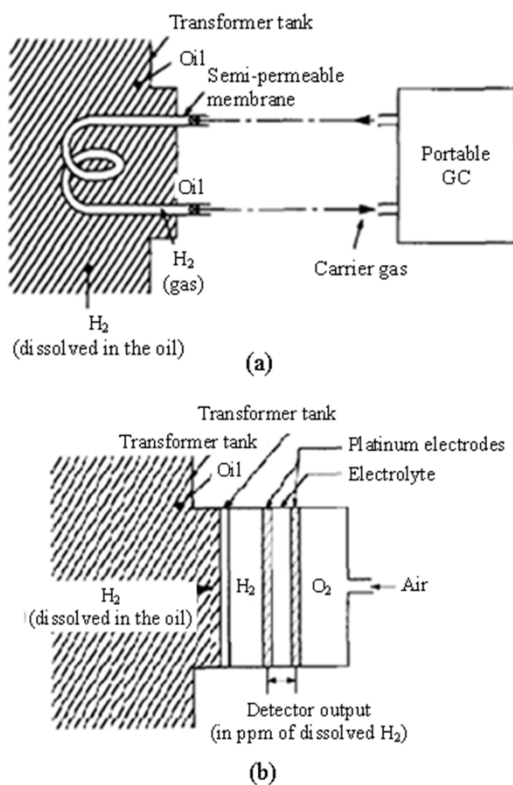 Transformer tank
Oil
Semi-permeable
membrane
Portable
GC
Oil
H₂
(gas)
Carrier gas
H₂
(dissolved in the oil)
(a)
Transformer tank
Transformer tank
Platinum electrodes
Oil
Electrolyte
H₂
(dissolved in the oil)
H₂
O₂
Air
Detector output
(in ppm of dissolved H₂)
(b)